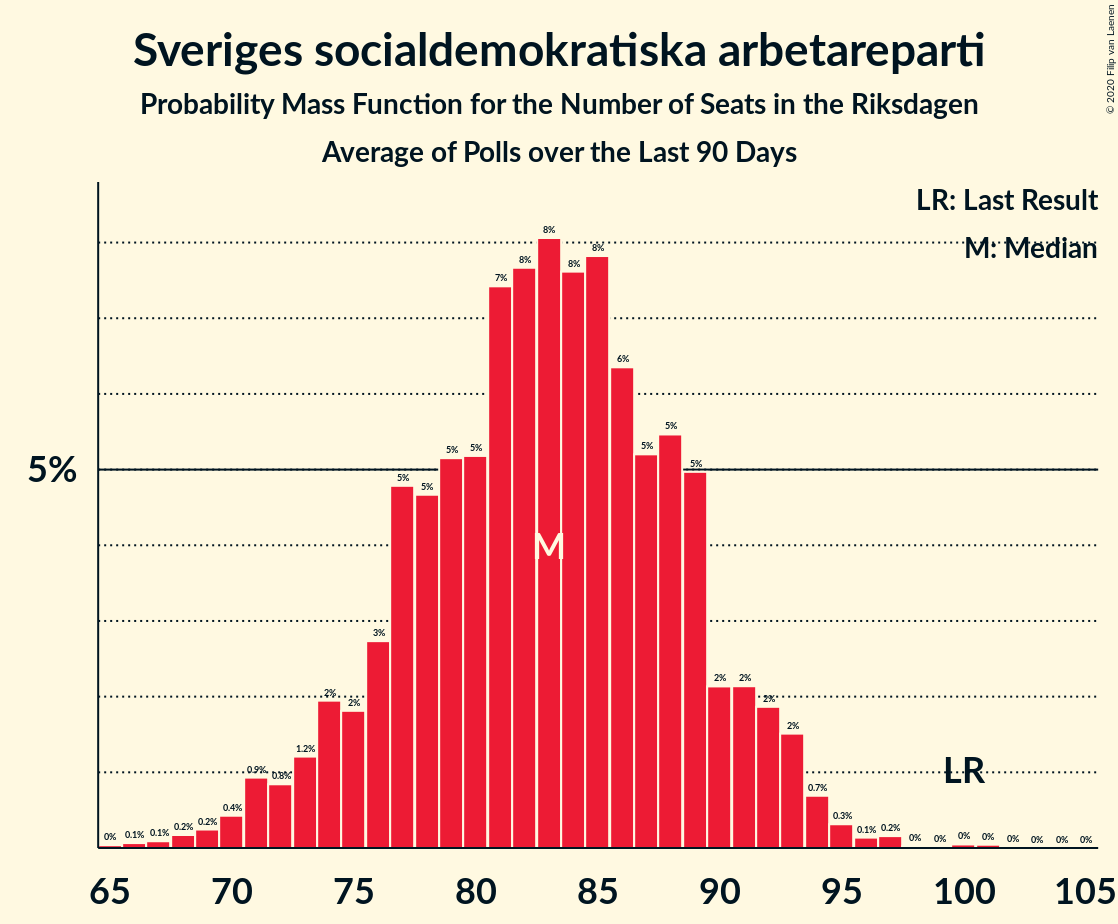 Sveriges socialdemokratiska arbetareparti
Probability Mass Function for the Number of Seats in the Riksdagen
Average of Polls over the Last 90 Days
© 2020 Filip van Laenen
LR: Last Result
M: Median
5%
0% 0.1% 0.1% 0.2% 0.2% 0.4% 0.9% 0.8% 1.2% 2% 2% 3% 5% 5% 5% 5% 7% 8% 8% 8% 8% 6% 5% 5% 5% 2% 2% 2% 2% 0.7% 0.3% 0.1% 0.2% 0% 0% 0% 0% 0% 0% 0% 0%
M
LR
65 70 75 80 85 90 95 100 105